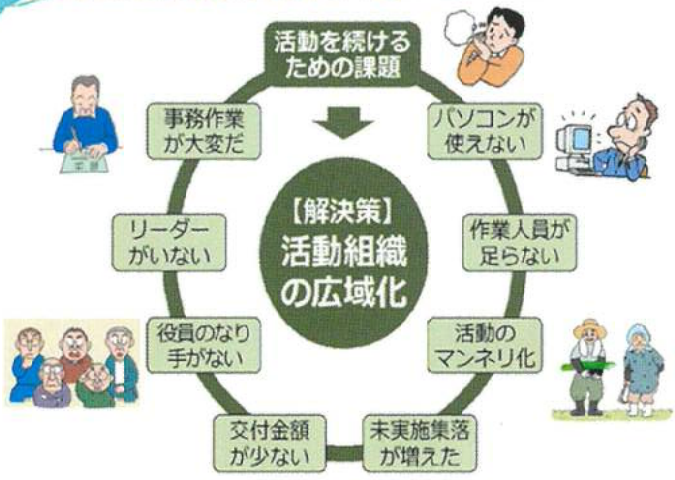 活動を続ける
ための課題
パソコンが
使えない
作業人員が
足らない
活動の
マンネリ化
未実施集落
が増えた
交付金額
が少ない
役員のなり
手がない
リーダー
がいない
事務作業
が大変だ
【解決策】
活動組織
の広域化